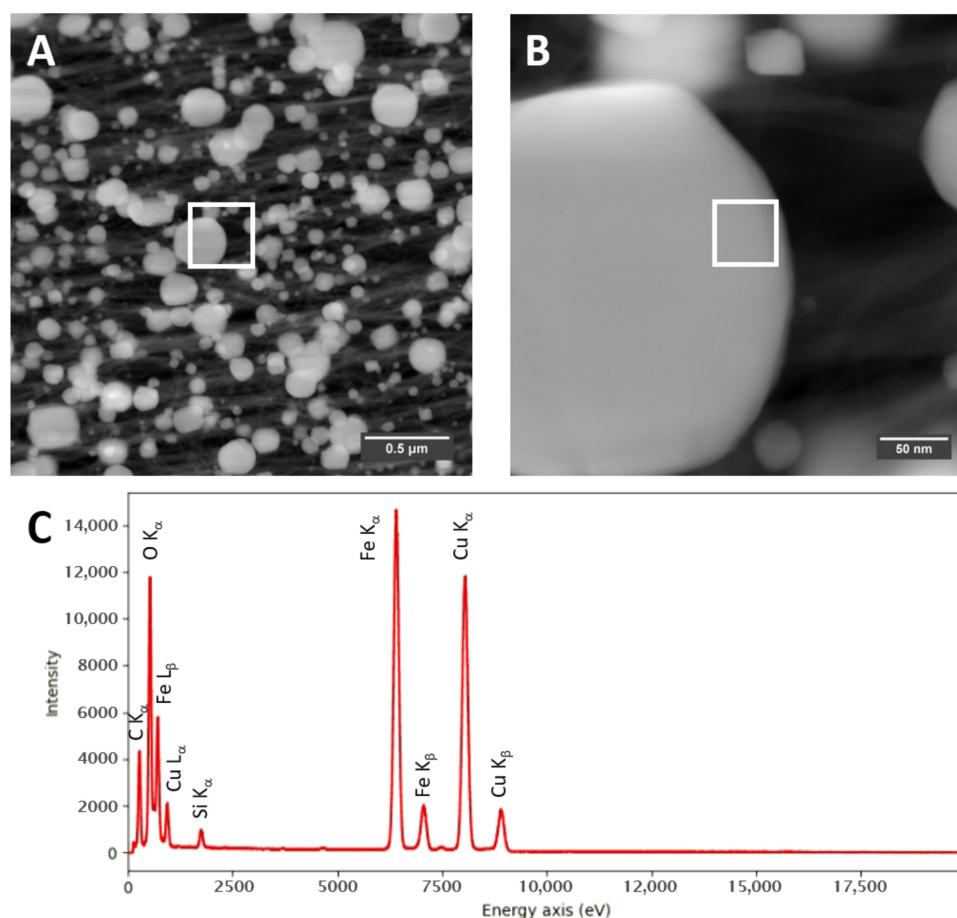 A
0.5 µm
B
50 nm
C
Intensity
14,000
12,000
10,000
8000
6000
4000
2000
0
C Kα
O Kα
Fe Lβ
Cu Lα
Si Kα
Fe Kα
Fe Kβ
Cu Kα
Cu Kβ
0 2500 5000 7500 10,000 12,000 15,000 17,500
Energy axis (eV)